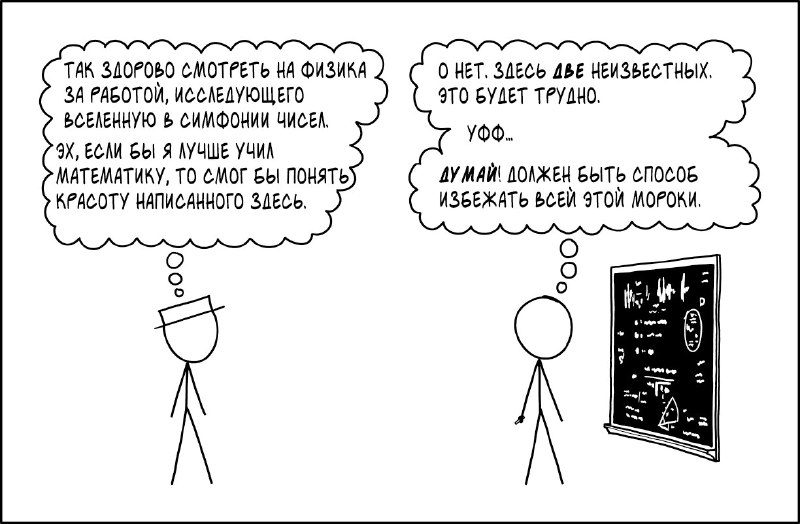 ТАК ЗДОРОВО СМОТРЕТЬ НА ФИЗИКА
ЗА РАБОТОЙ, ИССЛЕДУЮЩЕГО
ВСЕЛЕННУЮ В СИМФОНИИ ЧИСЕЛ.
ЭХ, ЕСЛИ БЫ Я ЛУЧШЕ УЧИЛ
МАТЕМАТИКУ, ТО СМОГ БЫ ПОНЯТЬ
КРАСОТУ НАПИСАННОГО ЗДЕСЬ.
О НЕТ. ЗДЕСЬ ДВЕ НЕИЗВЕСТНЫХ.
ЭТО БУДЕТ ТРУДНО.
УФФ...
ДУМАЙ! ДОЛЖЕН БЫТЬ СПОСОБ
ИЗБЕЖАТЬ ВСЕЙ ЭТОЙ МОРОКИ.